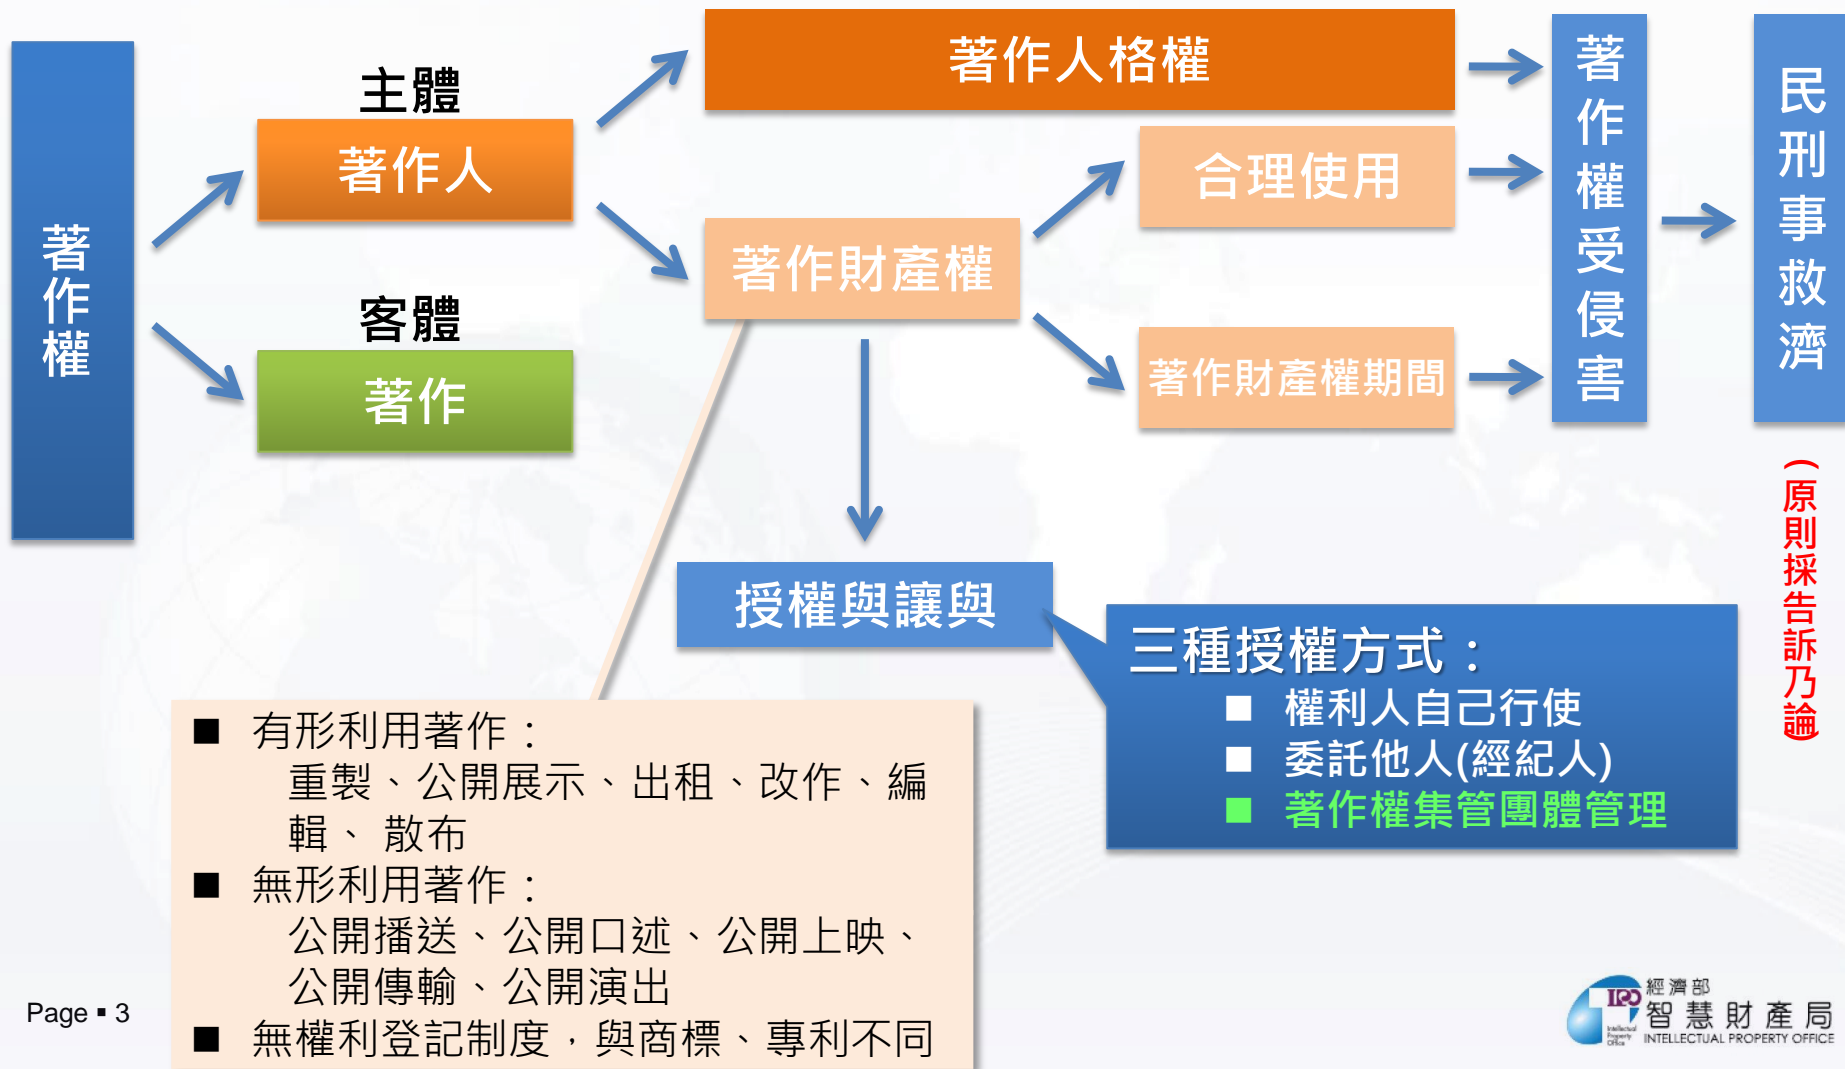 著作權
主體
著作人
客體
著作
著作人格權
著作財產權
合理使用
著作財產權期間
著作權受侵害
民刑事救濟
(原則採告訴乃論)
授權與讓與
三種授權方式：
■ 權利人自己行使
■ 委託他人(經紀人)
■ 著作權集管團體管理
■ 有形利用著作：
重製、公開展示、出租、改作、編
輯、 散布
■ 無形利用著作：
公開播送、公開口述、公開上映、
公開傳輸、公開演出
■ 無權利登記制度，與商標、專利不同
Page ▪ 3
IPO
Intellectual
Property
Office
經濟部
智慧財產局
INTELLECTUAL PROPERTY OFFICE